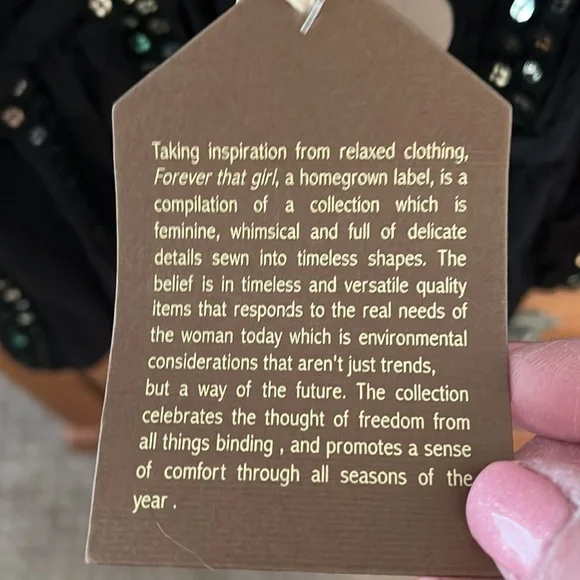 Taking inspiration from relaxed clothing,
Forever that girl, a homegrown label, is a
compilation of a collection which is
feminine, whimsical and full of delicate
details sewn into timeless shapes. The
belief is in timeless and versatile quality
items that responds to the real needs of
the woman today which is environmental
considerations that aren't just trends,
but a way of the future. The collection
celebrates the thought of freedom from
all things binding , and promotes a sense
of comfort through all seasons of the
year .